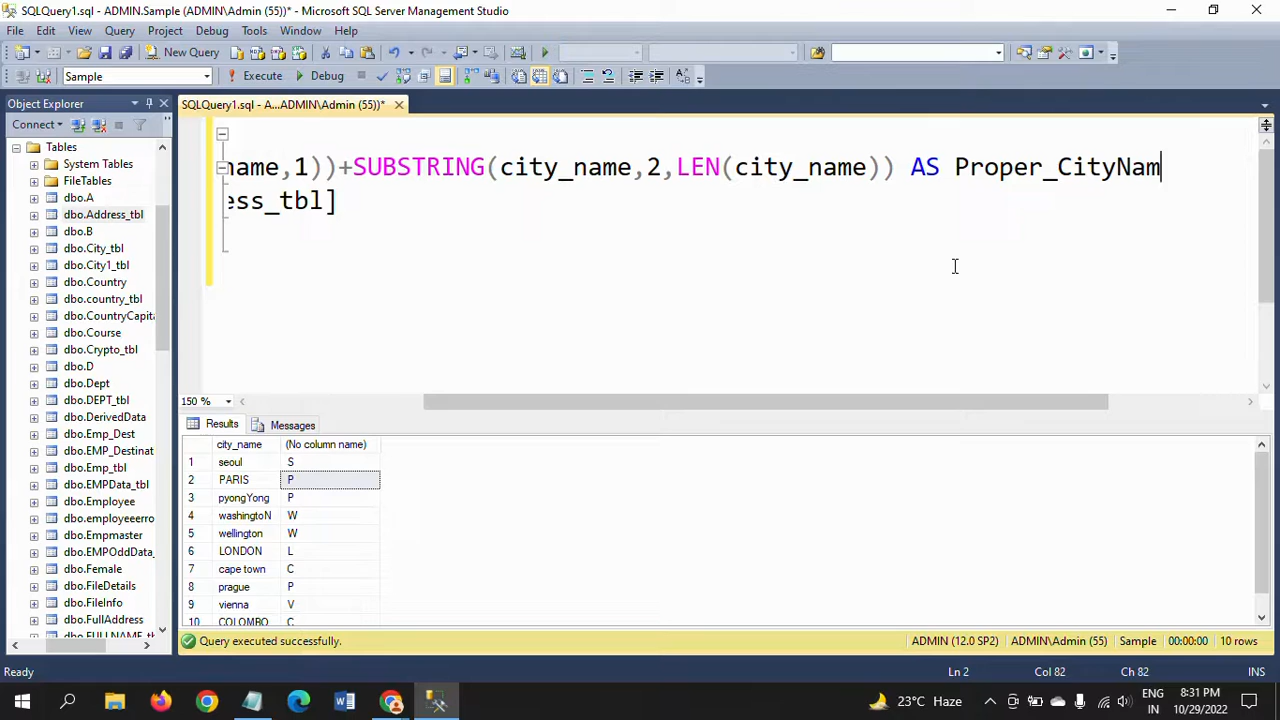 SQLQuery1.sql - ADMIN.Sample (ADMIN\Admin (55))* - Microsoft SQL Server Management Studio
File Edit View Query Project Debug Tools Window Help
New Query
Sample Execute Debug
Object Explorer
SQLQuery1.sql - A...ADMIN\Admin (55))*
Connect
Tables
System Tables
FileTables
dbo.A
dbo.Address_tbl
dbo.B
dbo.City_tbl
dbo.City1_tbl
dbo.Country
dbo.country_tbl
dbo.CountryCapita
dbo.Course
dbo.Crypto_tbl
dbo.D
dbo.Dept
dbo.DEPT_tbl
dbo.DerivedData
dbo.Emp_Dest
dbo.EMP_Destinat
dbo.Emp_tbl
dbo.EMPData_tbl
dbo.Employee
dbo.employeeerro
dbo.Empmaster
dbo.EMPOddData_
dbo.Female
dbo.FileDetails
dbo.FileInfo
dbo.FullAddress
dbo.FULLNAME_t
name,1))+SUBSTRING(city_name,2,LEN(city_name)) AS Proper_CityNam
ess_tbl]
150 %
Results Messages
city_name (No column name)
1 seoul S
2 PARIS P
3 pyongYong P
4 washingtoN W
5 wellington W
6 LONDON L
7 cape town C
8 prague P
9 vienna V
10 COLOMBO C
Query executed successfully. ADMIN (12.0 SP2) ADMIN\Admin (55) Sample 00:00:00 10 rows
Ready Ln 2 Col 82 Ch 82 INS
23°C Haze ENG IN 8:31 PM 10/29/2022